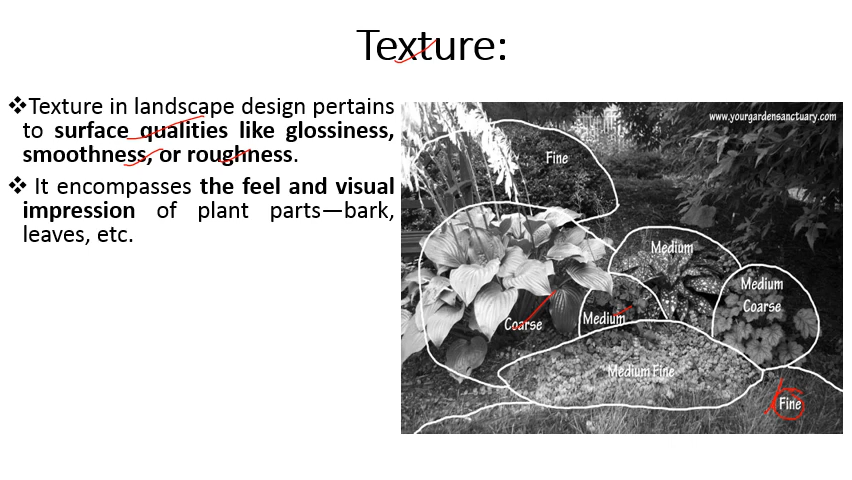 Texture:
❖Texture in landscape design pertains
to surface qualities like glossiness,
smoothness, or roughness.
❖ It encompasses the feel and visual
impression of plant parts—bark,
leaves, etc.
www.yourgardensanctuary.com
Fine
Medium
Medium
Coarse
Coarse
Medium
Medium Fine
Fine